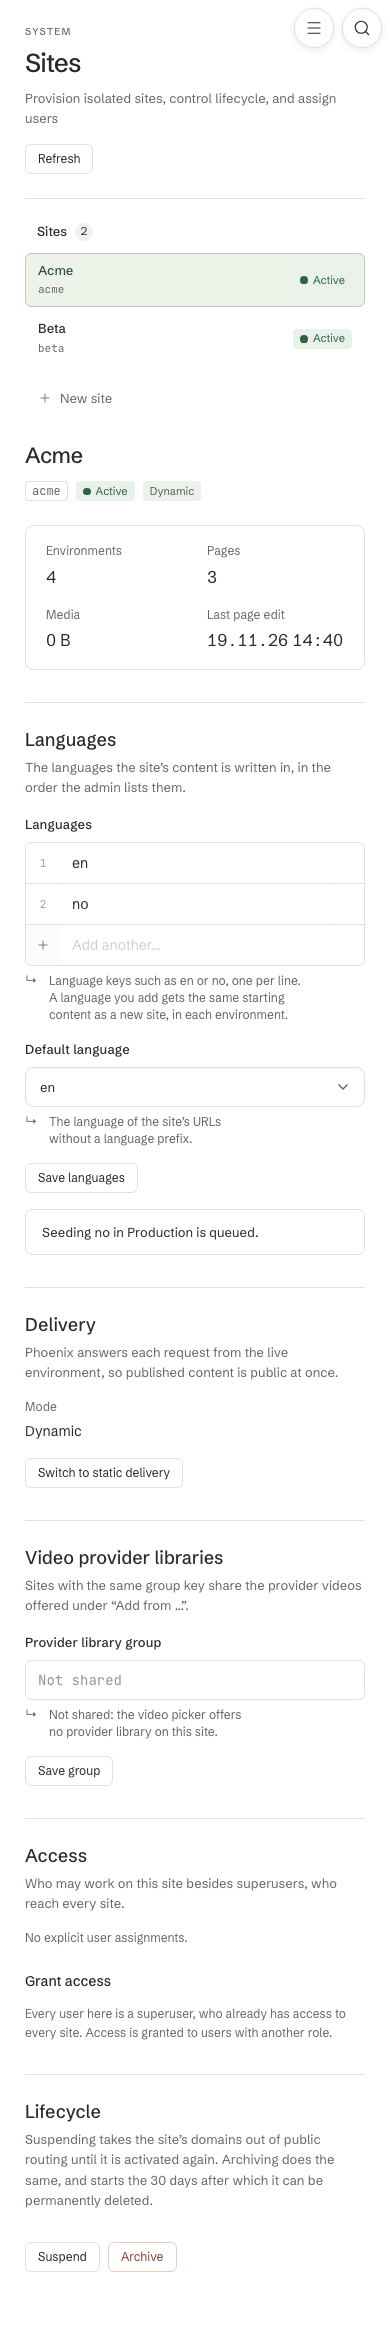 SYSTEM
Sites
Provision isolated sites, control lifecycle, and assign
users
Refresh
Sites 2
Acme
acme
Active
Beta
beta
Active
New site
Acme
acme Active Dynamic
Environments Pages
4 3
Media Last page edit
0 B 19.11.26 14:40
Languages
The languages the site’s content is written in, in the
order the admin lists them.
Languages
1 en
2 no
+ Add another…
↳ Language keys such as en or no, one per line.
A language you add gets the same starting
content as a new site, in each environment.
Default language
en
↳ The language of the site’s URLs
without a language prefix.
Save languages
Seeding no in Production is queued.
Delivery
Phoenix answers each request from the live
environment, so published content is public at once.
Mode
Dynamic
Switch to static delivery
Video provider libraries
Sites with the same group key share the provider videos
offered under “Add from …”.
Provider library group
Not shared
↳ Not shared: the video picker offers
no provider library on this site.
Save group
Access
Who may work on this site besides superusers, who
reach every site.
No explicit user assignments.
Grant access
Every user here is a superuser, who already has access to
every site. Access is granted to users with another role.
Lifecycle
Suspending takes the site’s domains out of public
routing until it is activated again. Archiving does the
same, and starts the 30 days after which it can be
permanently deleted.
Suspend Archive